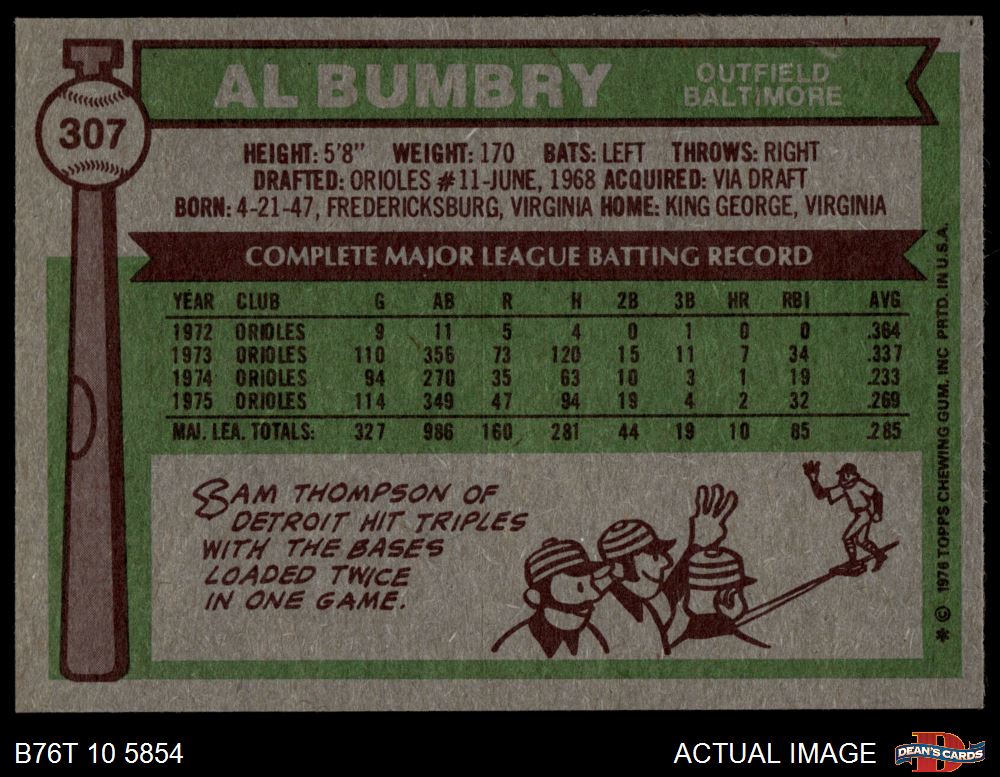 307
AL BUMBRY
OUTFIELD
BALTIMORE
HEIGHT: 5'8" WEIGHT: 170 BATS: LEFT THROWS: RIGHT
DRAFTED: ORIOLES #11-JUNE, 1968 ACQUIRED: VIA DRAFT
BORN: 4-21-47, FREDERICKSBURG, VIRGINIA HOME: KING GEORGE, VIRGINIA
COMPLETE MAJOR LEAGUE BATTING RECORD
YEAR CLUB G AB R H 2B 3B HR RBI AVG
1972 ORIOLES 9 11 5 4 0 1 0 0 .364
1973 ORIOLES 110 356 73 120 15 11 7 34 .337
1974 ORIOLES 94 270 35 63 10 3 1 19 .233
1975 ORIOLES 114 349 47 94 19 4 2 32 .269
MAJ. LEA. TOTALS: 327 986 160 281 44 19 10 85 .285
SAM THOMPSON OF
DETROIT HIT TRIPLES
WITH THE BASES
LOADED TWICE
IN ONE GAME.
* © 1976 TOPPS CHEWING GUM, INC PRTD. IN U.S.A.
B76T 10 5854
ACTUAL IMAGE
D
DEAN'S CARDS